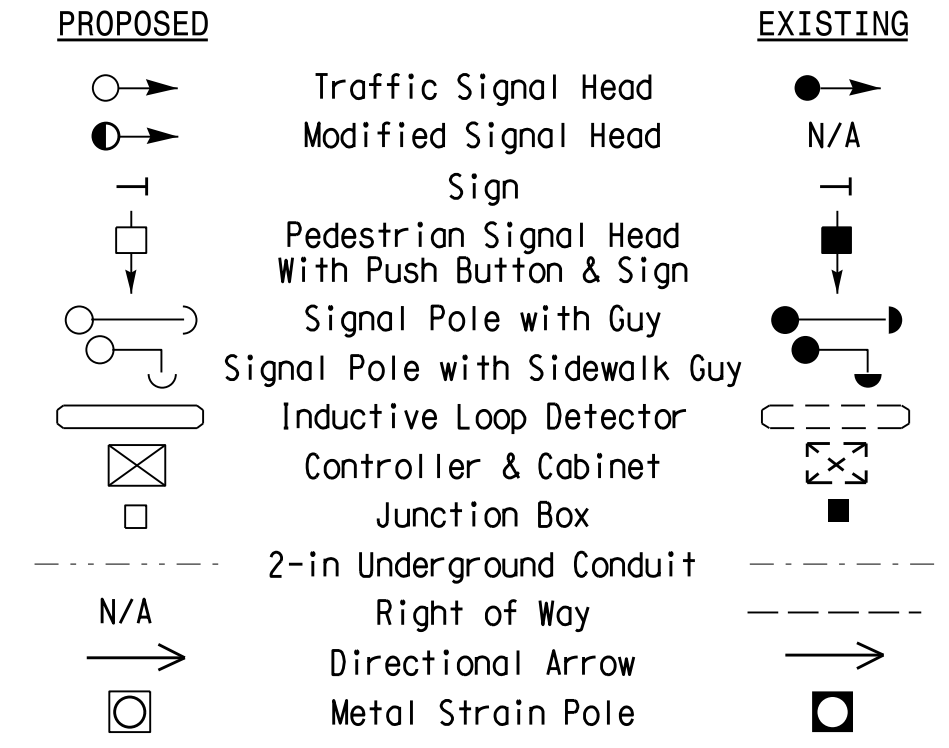 PROPOSED EXISTING
Traffic Signal Head
Modified Signal Head N/A
Sign
Pedestrian Signal Head
With Push Button & Sign
Signal Pole with Guy
Signal Pole with Sidewalk Guy
Inductive Loop Detector
Controller & Cabinet
Junction Box
2-in Underground Conduit
N/A Right of Way
Directional Arrow
Metal Strain Pole